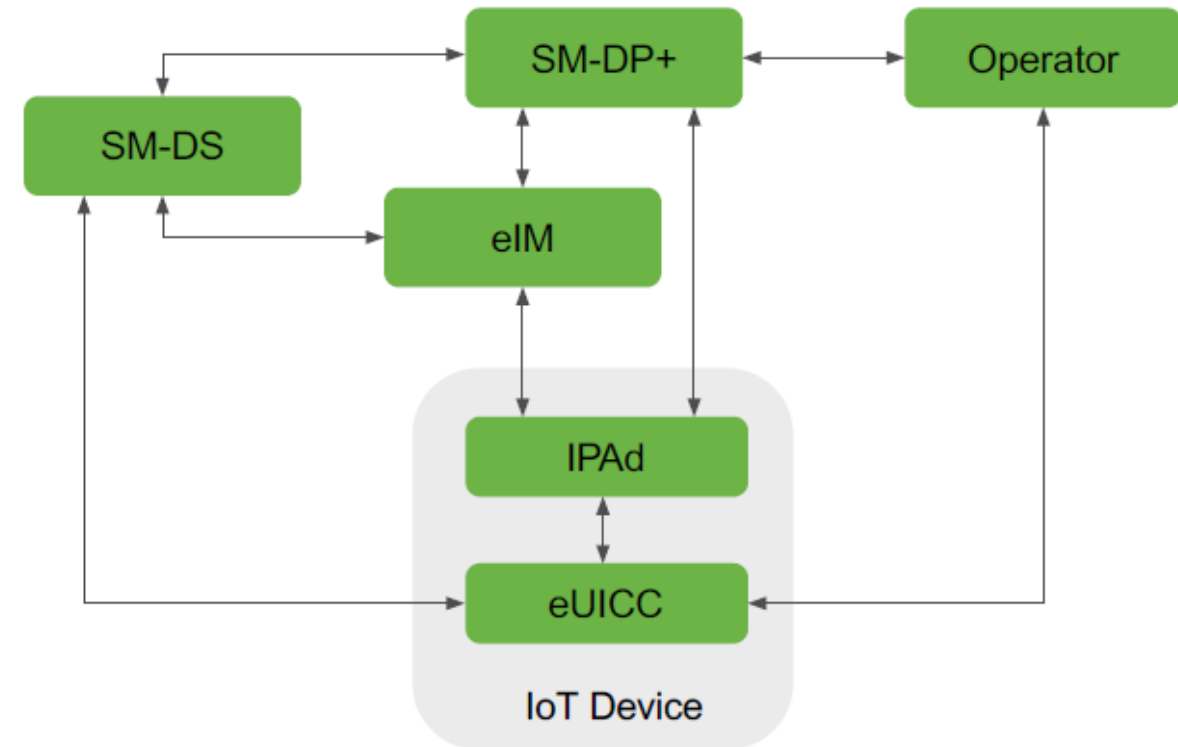 SM-DP+
Operator
SM-DS
eIM
IPAd
eUICC
IoT Device